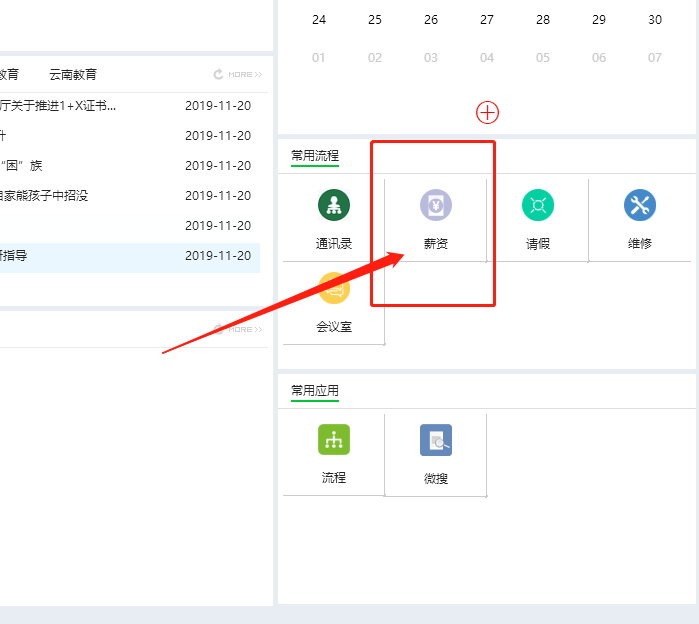 24 25 26 27 28 29 30
01 02 03 04 05 06 07
教育 云南教育 MORE >>
厅关于推进1+X证书... 2019-11-20
升 2019-11-20
“困”族 2019-11-20
自家熊孩子中招没 2019-11-20
2019-11-20
指导 2019-11-20
MORE >>
常用流程
通讯录 薪资 请假 维修
会议室
常用应用
流程 微搜